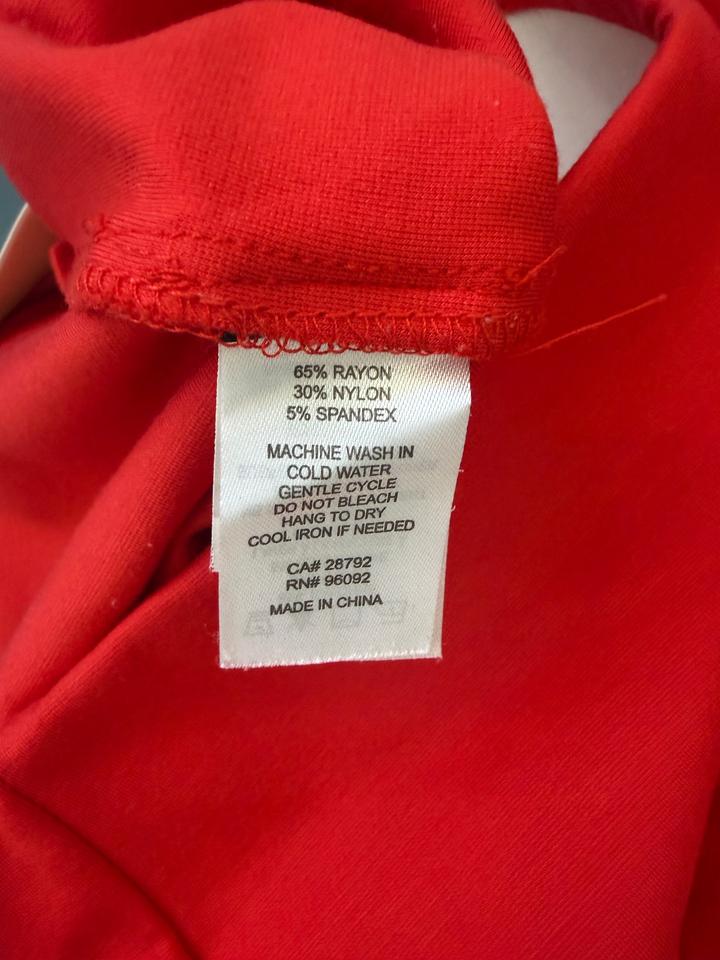 65% RAYON
30% NYLON
5% SPANDEX
MACHINE WASH IN
COLD WATER
GENTLE CYCLE
DO NOT BLEACH
HANG TO DRY
COOL IRON IF NEEDED
CA# 28792
RN# 96092
MADE IN CHINA